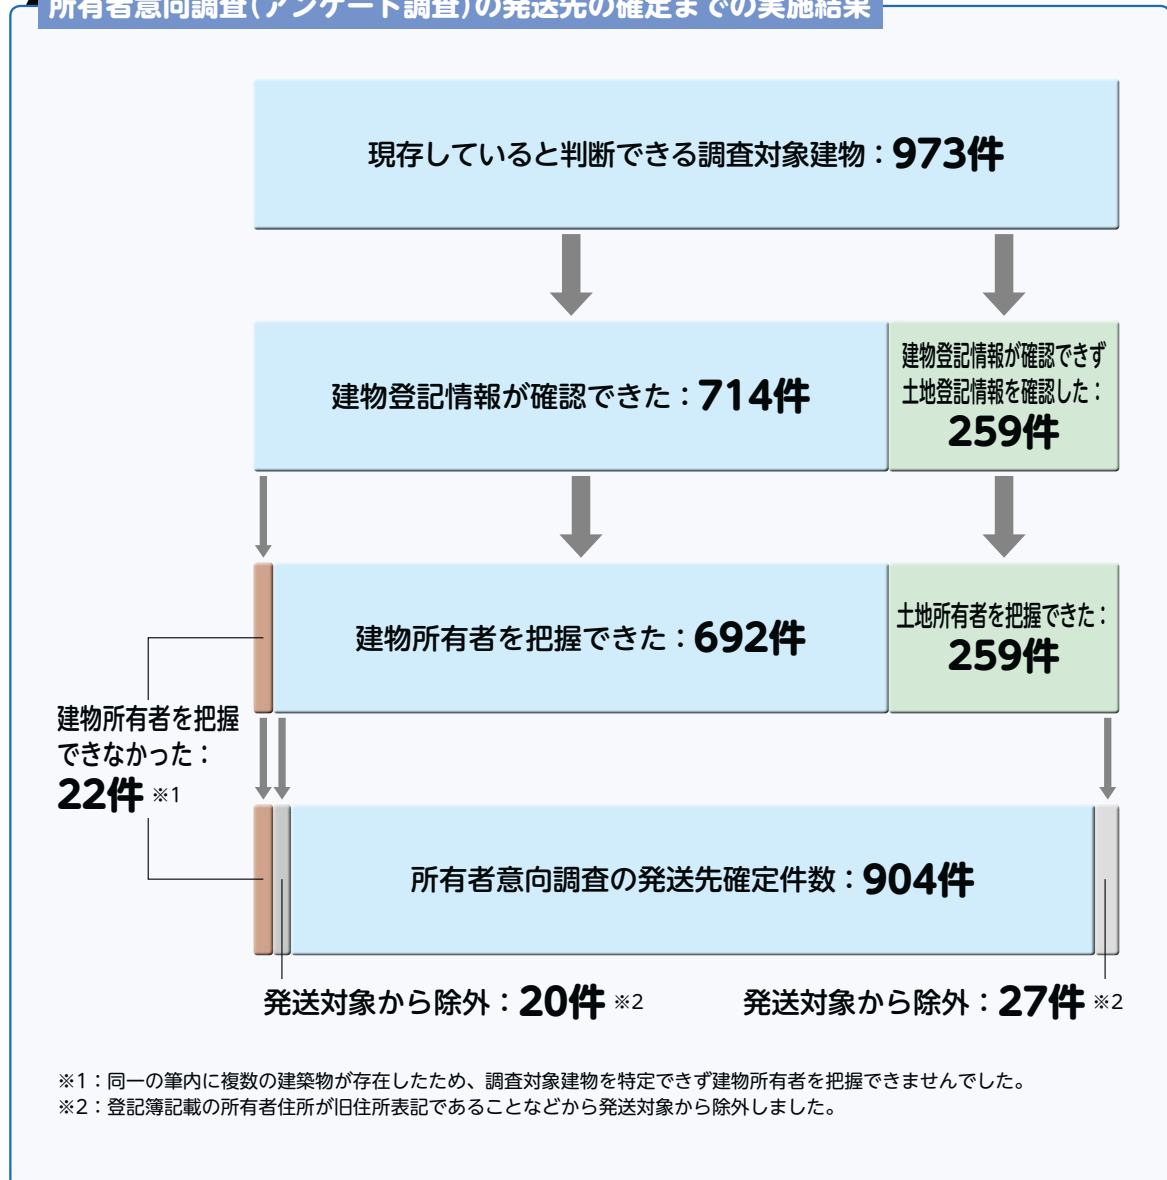 所有者意向調査(アンケート調査)の発送先の確定までの実施結果
現存していると判断できる調査対象建物：973件
建物登記情報が確認できた：714件
建物登記情報が確認できず
土地登記情報を確認した：
259件
建物所有者を把握できた：692件
土地所有者を把握できた：
259件
建物所有者を把握
できなかった：
22件 ※1
所有者意向調査の発送先確定件数：904件
発送対象から除外：20件 ※2
発送対象から除外：27件 ※2
※1：同一の筆内に複数の建築物が存在したため、調査対象建物を特定できず建物所有者を把握できませんでした。
※2：登記簿記載の所有者住所が旧住所表記であることなどから発送対象から除外しました。